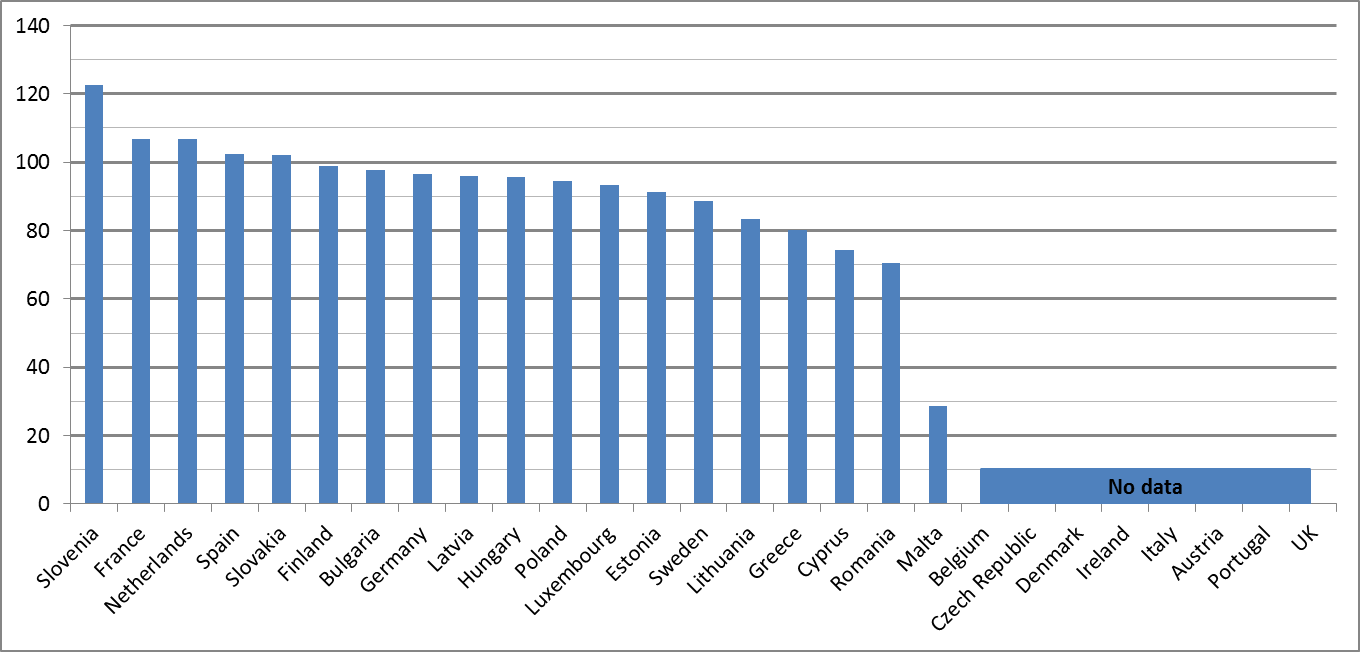 140
120
100
80
60
40
20
0
No data
Slovenia
France
Netherlands
Spain
Slovakia
Finland
Bulgaria
Germany
Latvia
Hungary
Poland
Luxembourg
Estonia
Sweden
Lithuania
Greece
Cyprus
Romania
Malta
Belgium
Czech Republic
Denmark
Ireland
Italy
Austria
Portugal
UK